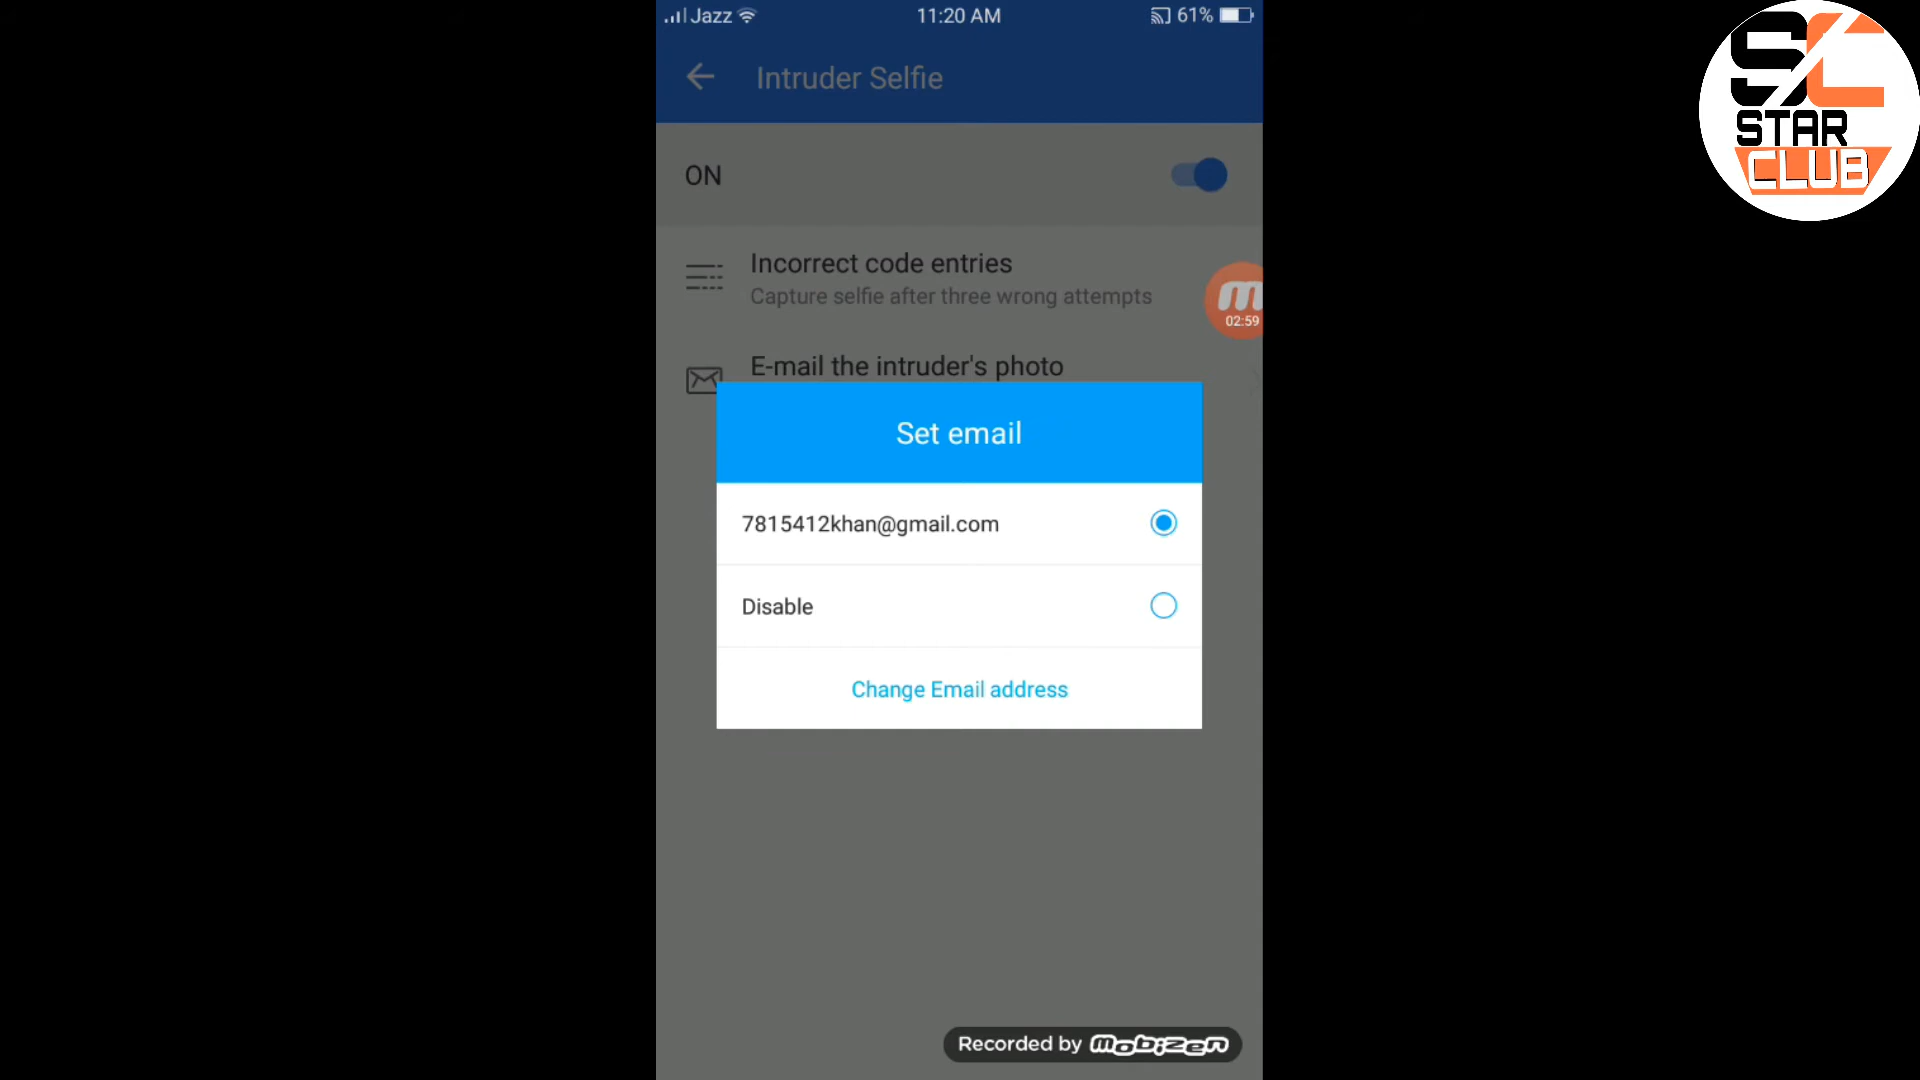 Jazz
11:20 AM
61%
Intruder Selfie
ON
Incorrect code entries
Capture selfie after three wrong attempts
02:59
E-mail the intruder's photo
Set email
7815412khan@gmail.com
Disable
Change Email address
Recorded by mobizen
SC
STAR
CLUB